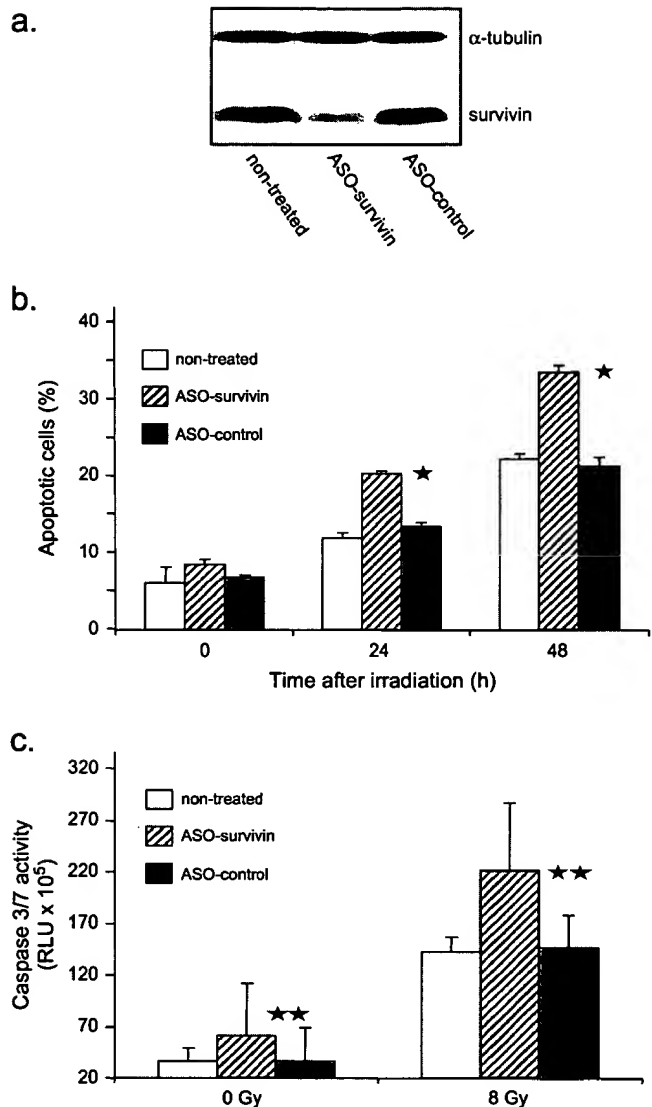 a.
α-tubulin
survivin
non-treated
ASO-survivin
ASO-control
b.
40
30
20
10
0
Apoptotic cells (%)
non-treated
ASO-survivin
ASO-control
★
★
0
24
48
Time after irradiation (h)
c.
320
270
220
170
120
70
20
Caspase 3/7 activity
(RLU x 10⁵)
non-treated
ASO-survivin
ASO-control
★★
★★
0 Gy
8 Gy